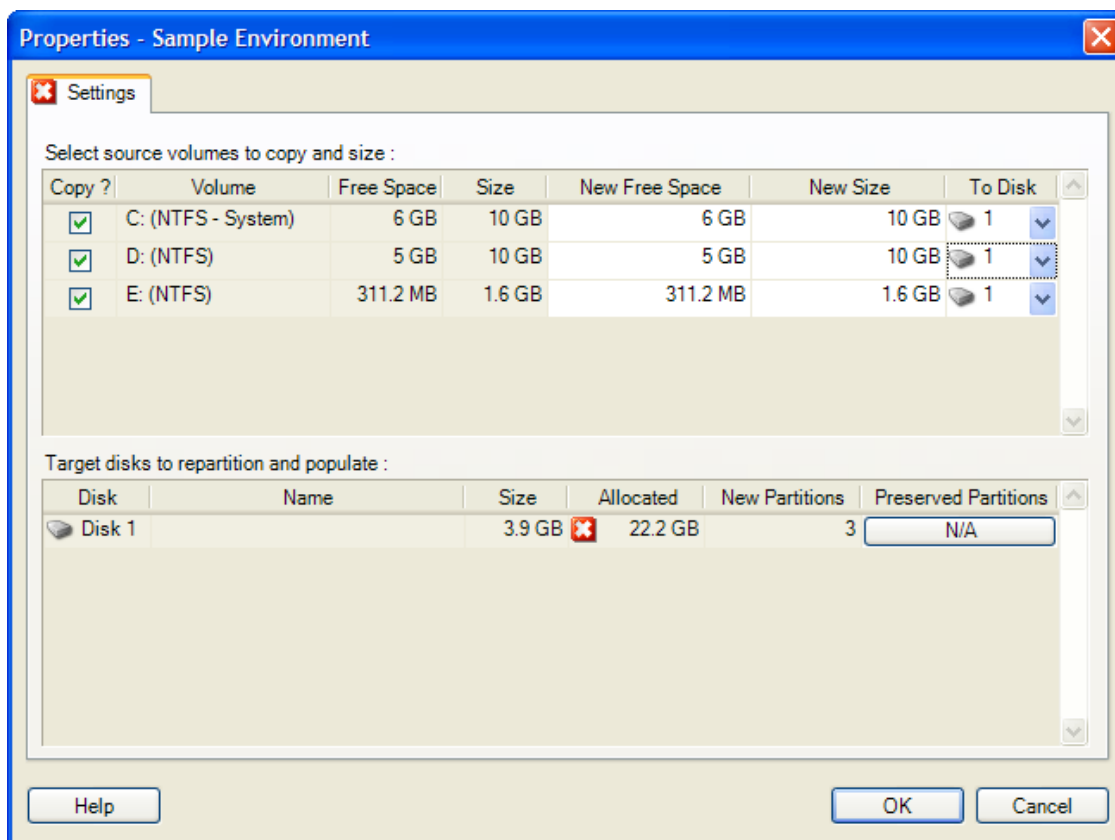 Properties - Sample Environment
Settings
Select source volumes to copy and size :
Copy ? Volume Free Space Size New Free Space New Size To Disk
C: (NTFS - System) 6 GB 10 GB 6 GB 10 GB 1
D: (NTFS) 5 GB 10 GB 5 GB 10 GB 1
E: (NTFS) 311.2 MB 1.6 GB 311.2 MB 1.6 GB 1
Target disks to repartition and populate :
Disk Name Size Allocated New Partitions Preserved Partitions
Disk 1 3.9 GB 22.2 GB 3 N/A
Help OK Cancel